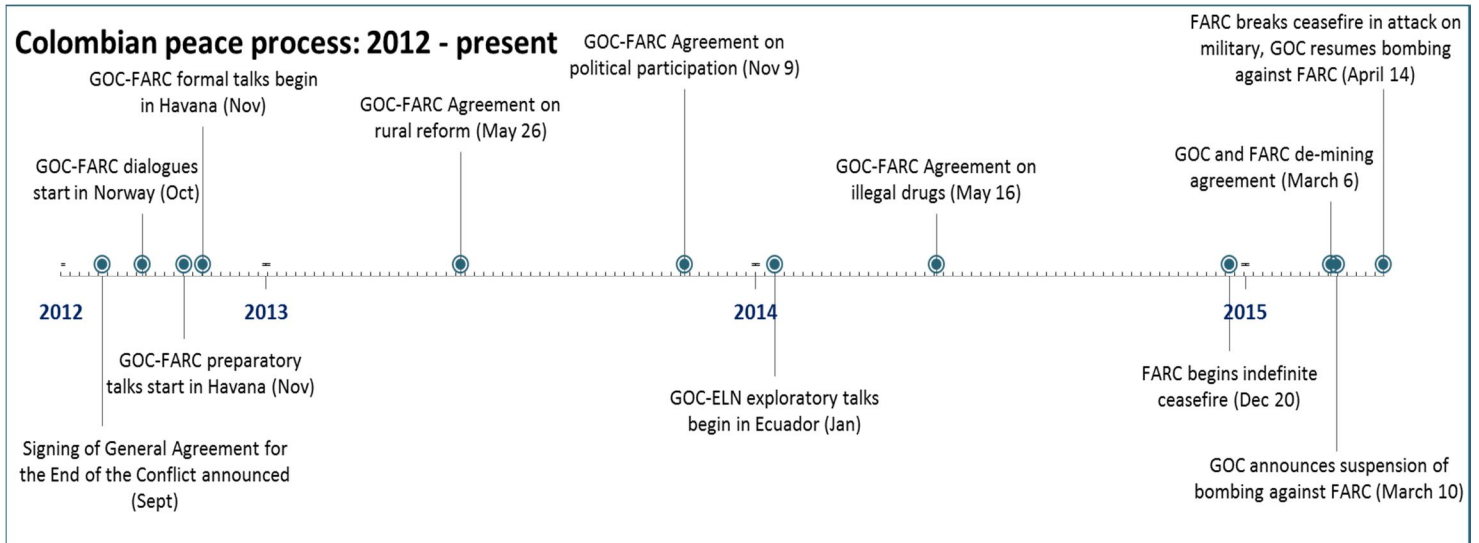 Colombian peace process: 2012 - present
GOC-FARC formal talks begin
in Havana (Nov)
GOC-FARC dialogues
start in Norway (Oct)
GOC-FARC Agreement on
rural reform (May 26)
GOC-FARC Agreement on
political participation (Nov 9)
GOC-FARC Agreement on
illegal drugs (May 16)
FARC breaks ceasefire in attack on
military, GOC resumes bombing
against FARC (April 14)
GOC and FARC de-mining
agreement (March 6)
2012
2013
2014
2015
GOC-FARC preparatory
talks start in Havana (Nov)
Signing of General Agreement for
the End of the Conflict announced
(Sept)
GOC-ELN exploratory talks
begin in Ecuador (Jan)
FARC begins indefinite
ceasefire (Dec 20)
GOC announces suspension of
bombing against FARC (March 10)